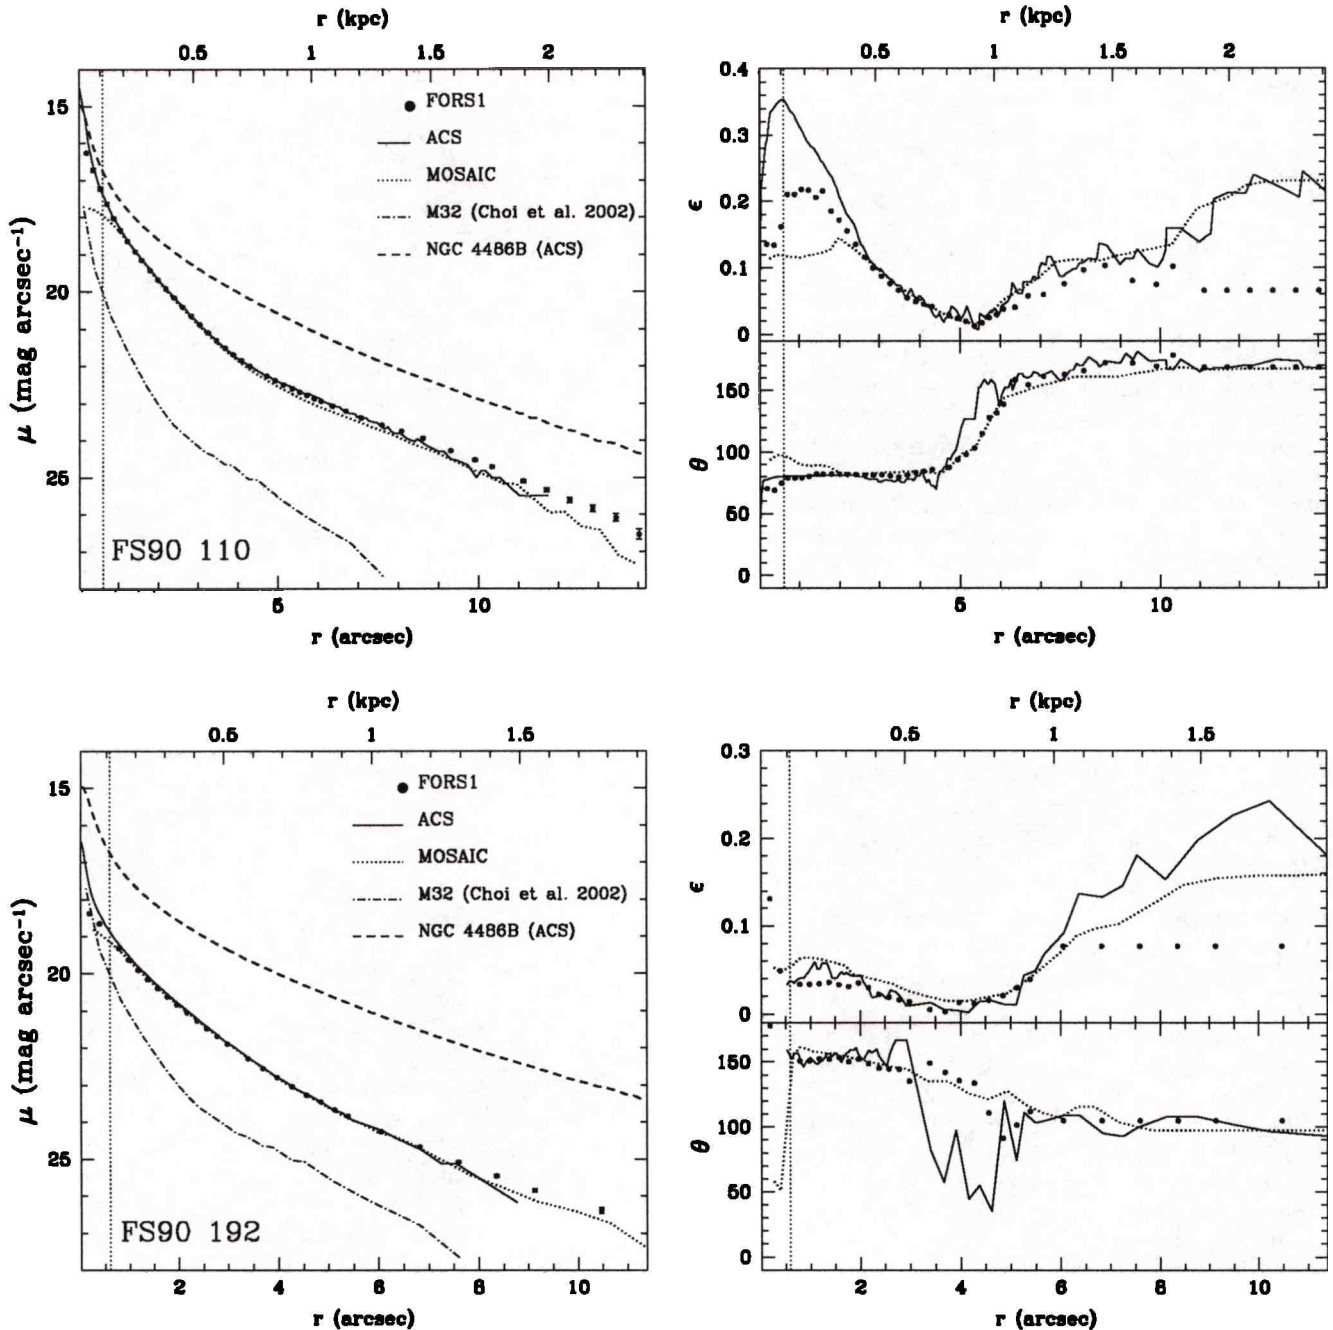 r (kpc)
0.5 1 1.5 2
15
20
25
μ (mag arcsec⁻¹)
FORS1
ACS
MOSAIC
M32 (Choi et al. 2002)
NGC 4486B (ACS)
FS90 110
5 10
r (arcsec)
r (kpc)
0.5 1 1.5 2
0.4
0.3
0.2
0.1
0
ϵ
150
100
50
0
θ
5 10
r (arcsec)
r (kpc)
0.5 1 1.5
15
20
25
μ (mag arcsec⁻¹)
FORS1
ACS
MOSAIC
M32 (Choi et al. 2002)
NGC 4486B (ACS)
FS90 192
2 4 6 8 10
r (arcsec)
r (kpc)
0.5 1 1.5
0.3
0.2
0.1
0
ϵ
150
100
50
0
θ
2 4 6 8 10
r (arcsec)